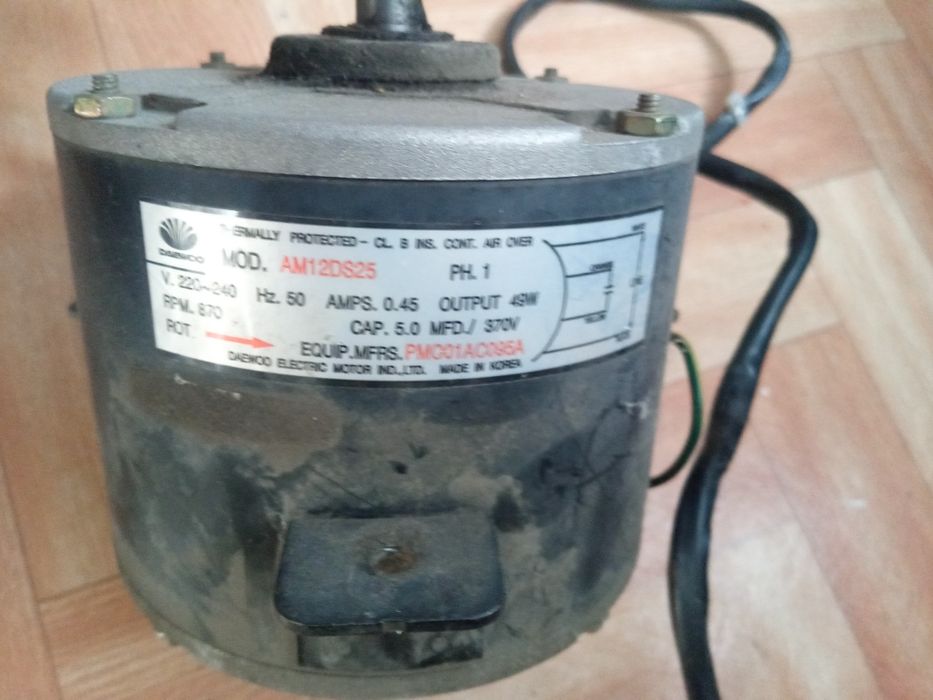 THERMALLY PROTECTED- CL. B INS. CONT. AIR OVER
DAEWOO
MOD. AM12DS25 PH. 1
V. 220~240 Hz. 50 AMPS. 0.45 OUTPUT 49W
RPM. 870 CAP. 5.0 MFD./ 370V
ROT. EQUIP.MFRS. PMC01AC095A
DAEWOO ELECTRIC MOTOR IND.,LTD. MADE IN KOREA